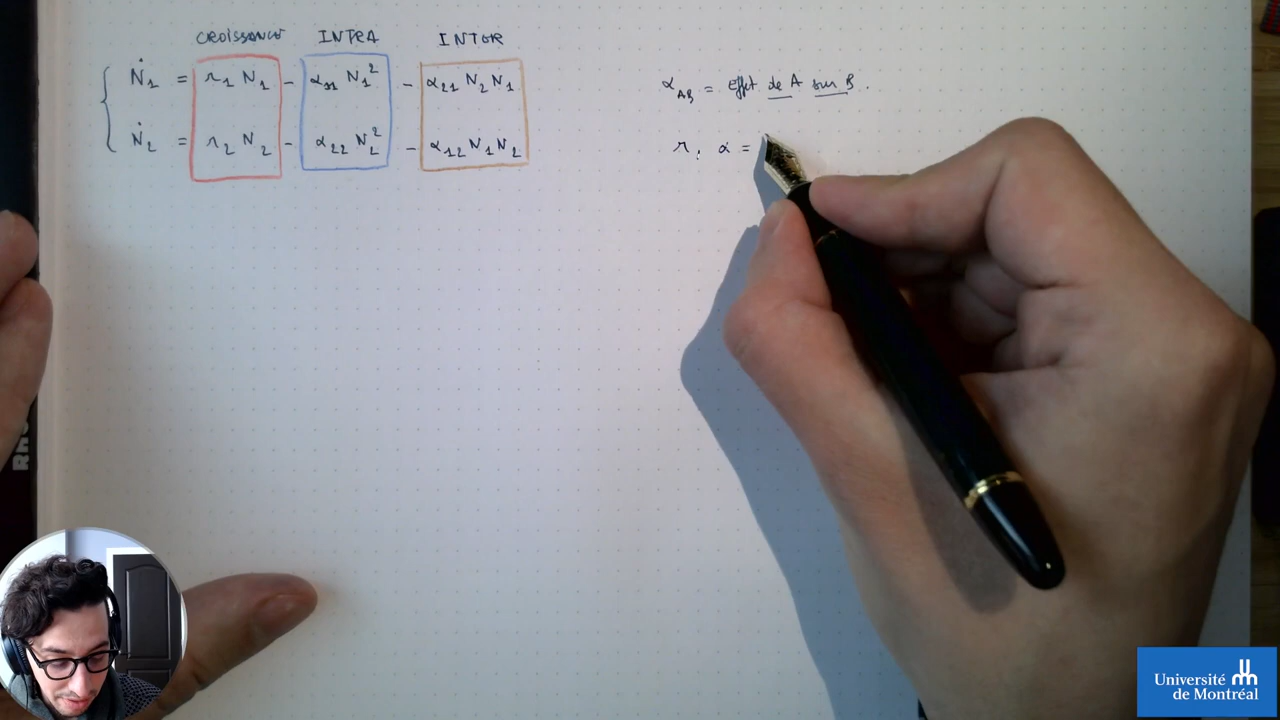 CROISSANCE INTRA INTER
Ṅ₁ = r₁ N₁ - α₁₁ N₁² - α₂₁ N₂ N₁
Ṅ₂ = r₂ N₂ - α₂₂ N₂² - α₁₂ N₁ N₂
α_AB = effet de A sur B.
r, α =
Université
de Montréal